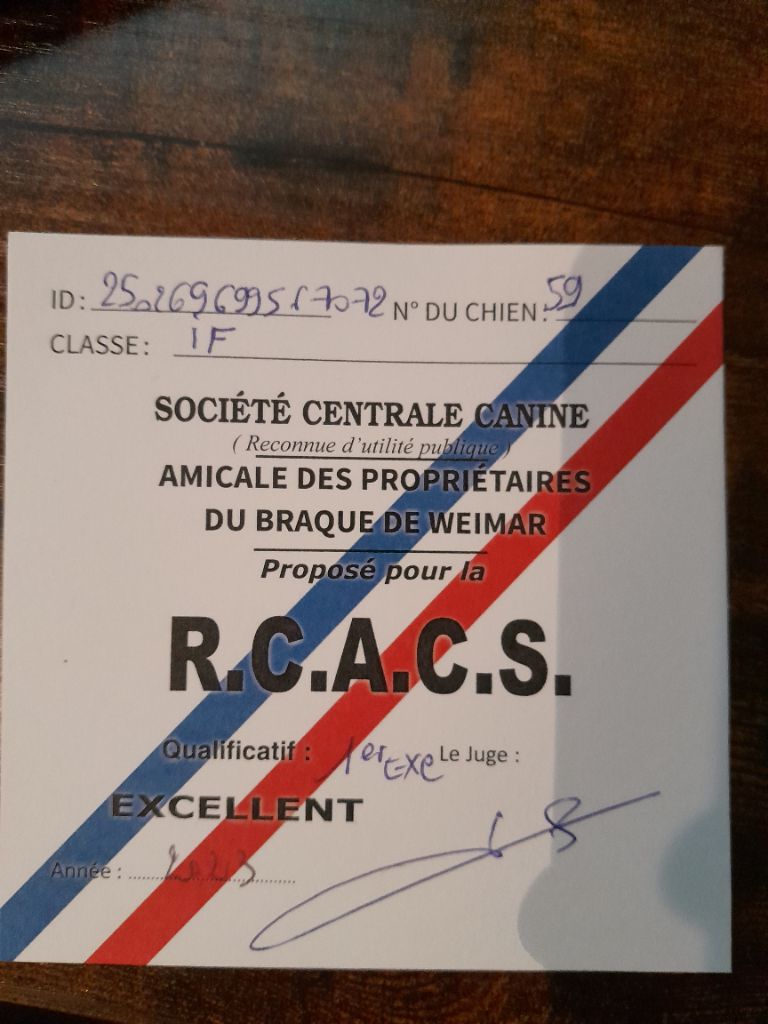 ID: 250269699517072 N° DU CHIEN: 59
CLASSE: IF
SOCIÉTÉ CENTRALE CANINE
( Reconnue d'utilité publique )
AMICALE DES PROPRIÉTAIRES
DU BRAQUE DE WEIMAR
Proposé pour la
R.C.A.C.S.
Qualificatif : 1er Exc Le Juge :
EXCELLENT
Année : 2023